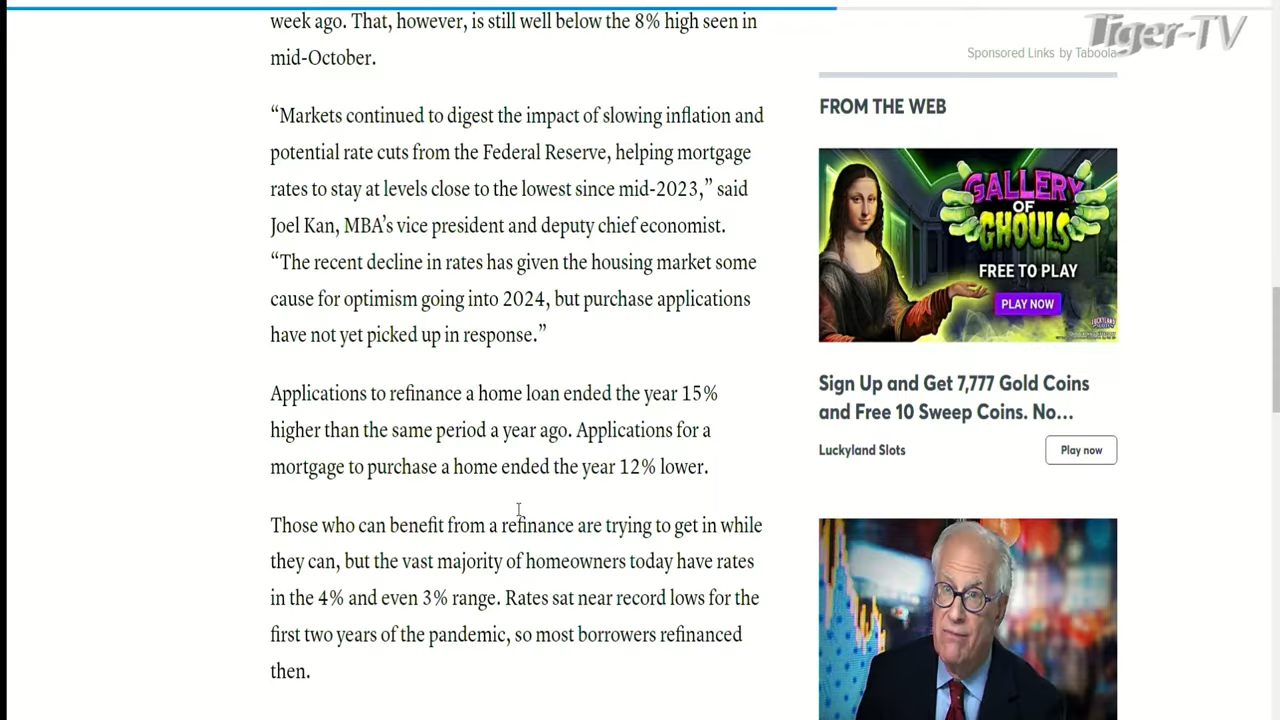 week ago. That, however, is still well below the 8% high seen in
mid-October.
“Markets continued to digest the impact of slowing inflation and
potential rate cuts from the Federal Reserve, helping mortgage
rates to stay at levels close to the lowest since mid-2023,” said
Joel Kan, MBA’s vice president and deputy chief economist.
“The recent decline in rates has given the housing market some
cause for optimism going into 2024, but purchase applications
have not yet picked up in response.”
Applications to refinance a home loan ended the year 15%
higher than the same period a year ago. Applications for a
mortgage to purchase a home ended the year 12% lower.
Those who can benefit from a refinance are trying to get in while
they can, but the vast majority of homeowners today have rates
in the 4% and even 3% range. Rates sat near record lows for the
first two years of the pandemic, so most borrowers refinanced
then.
Tiger-TV
Sponsored Links by Taboola
FROM THE WEB
GALLERY
OF
GHOULS
FREE TO PLAY
PLAY NOW
LUCKYLAND
Sign Up and Get 7,777 Gold Coins
and Free 10 Sweep Coins. No…
Luckyland Slots
Play now